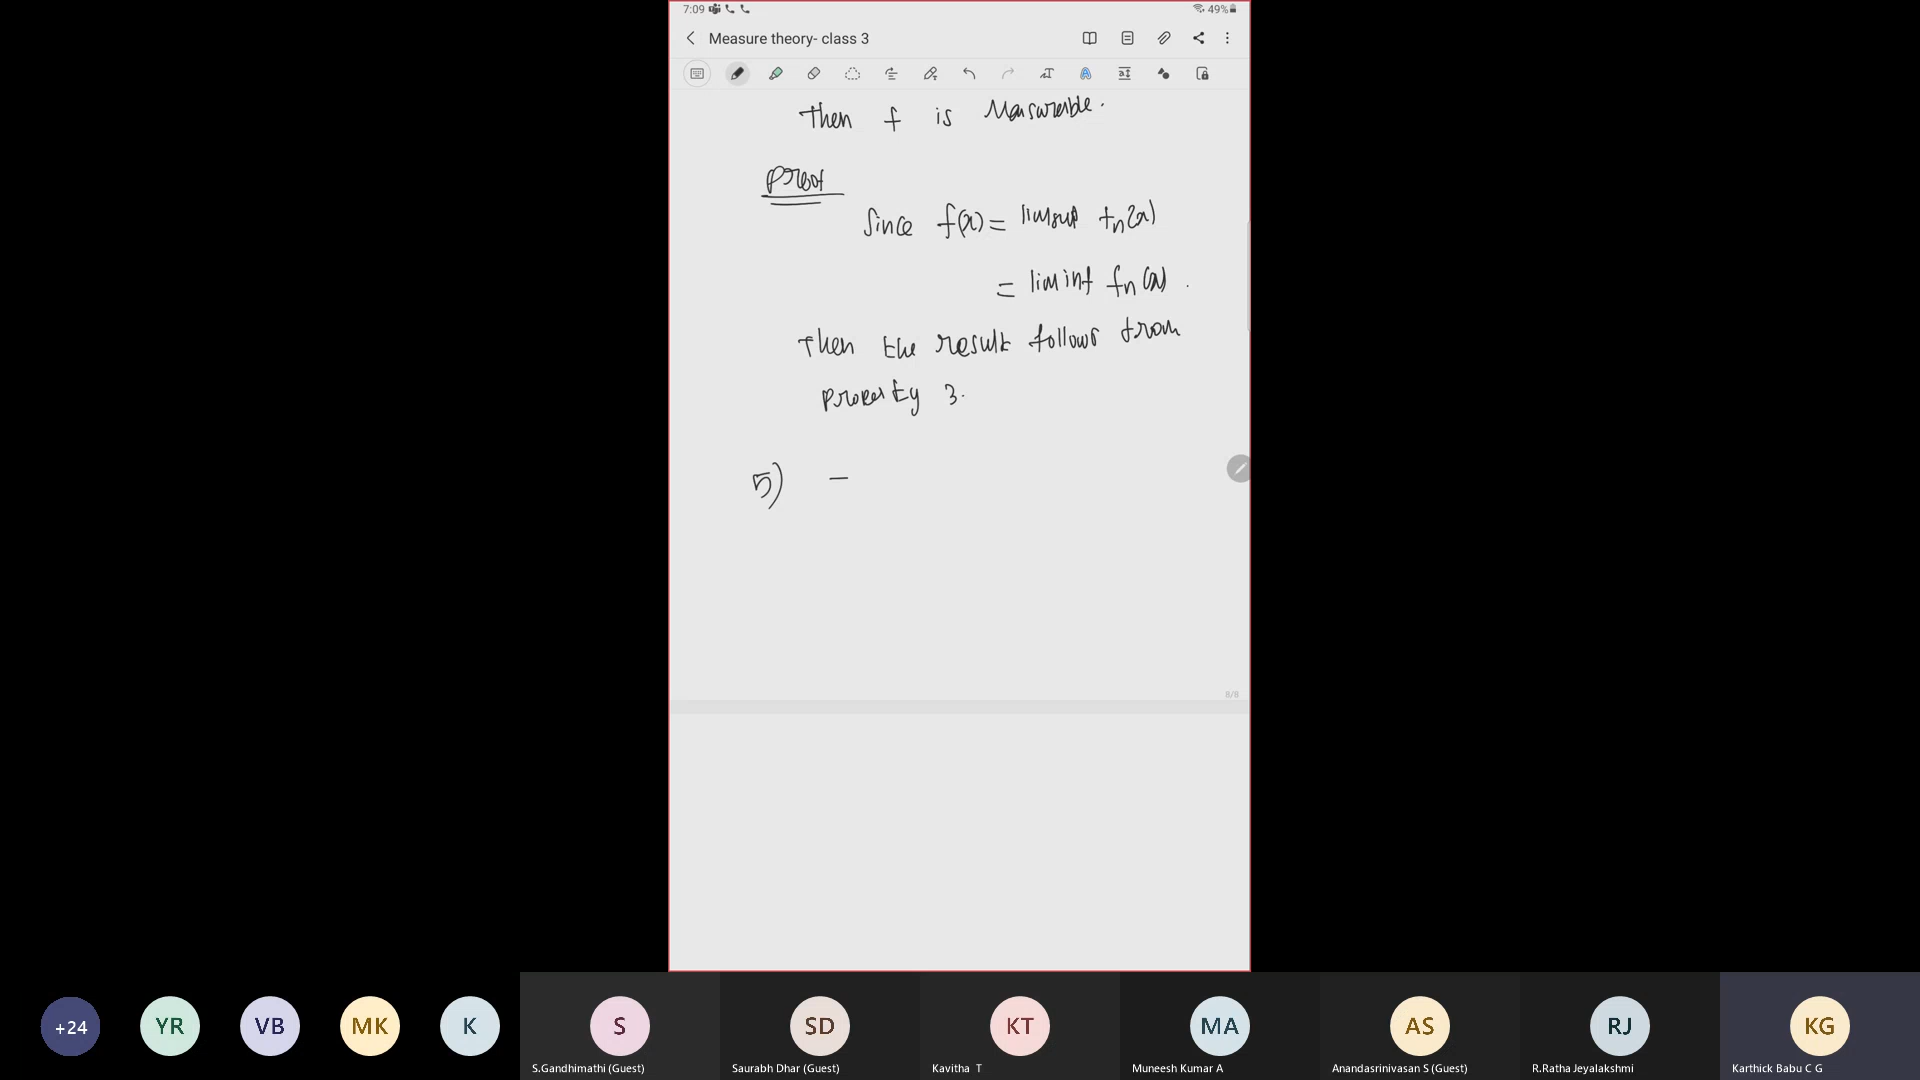 7:09
49%
Measure theory- class 3
Then f is Measurable.
Proof
Since f(x) = limsup fn(x)
= liminf fn(x).
Then the result follows from
property 3.
5) –
8/8
+24
YR
VB
MK
K
S
SD
KT
MA
AS
RJ
KG
S.Gandhimathi (Guest)
Saurabh Dhar (Guest)
Kavitha T
Muneesh Kumar A
Anandasrinivasan S (Guest)
R.Ratha Jeyalakshmi
Karthick Babu C G